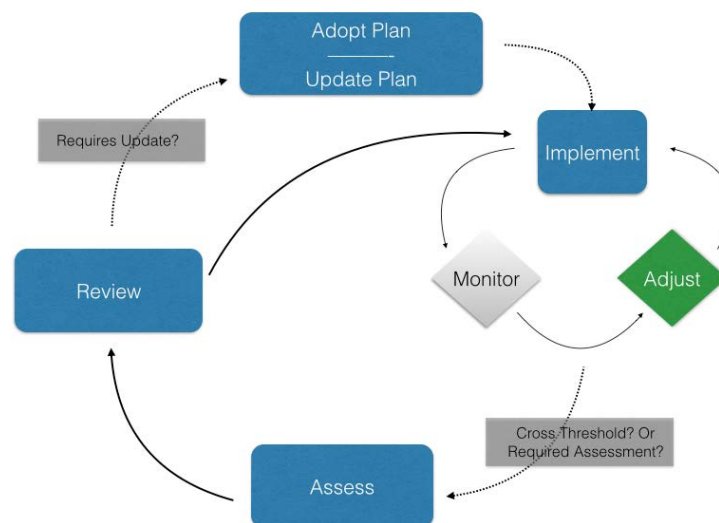 Adopt Plan
Update Plan
Requires Update?
Implement
Review
Monitor
Adjust
Cross Threshold? Or
Required Assessment?
Assess